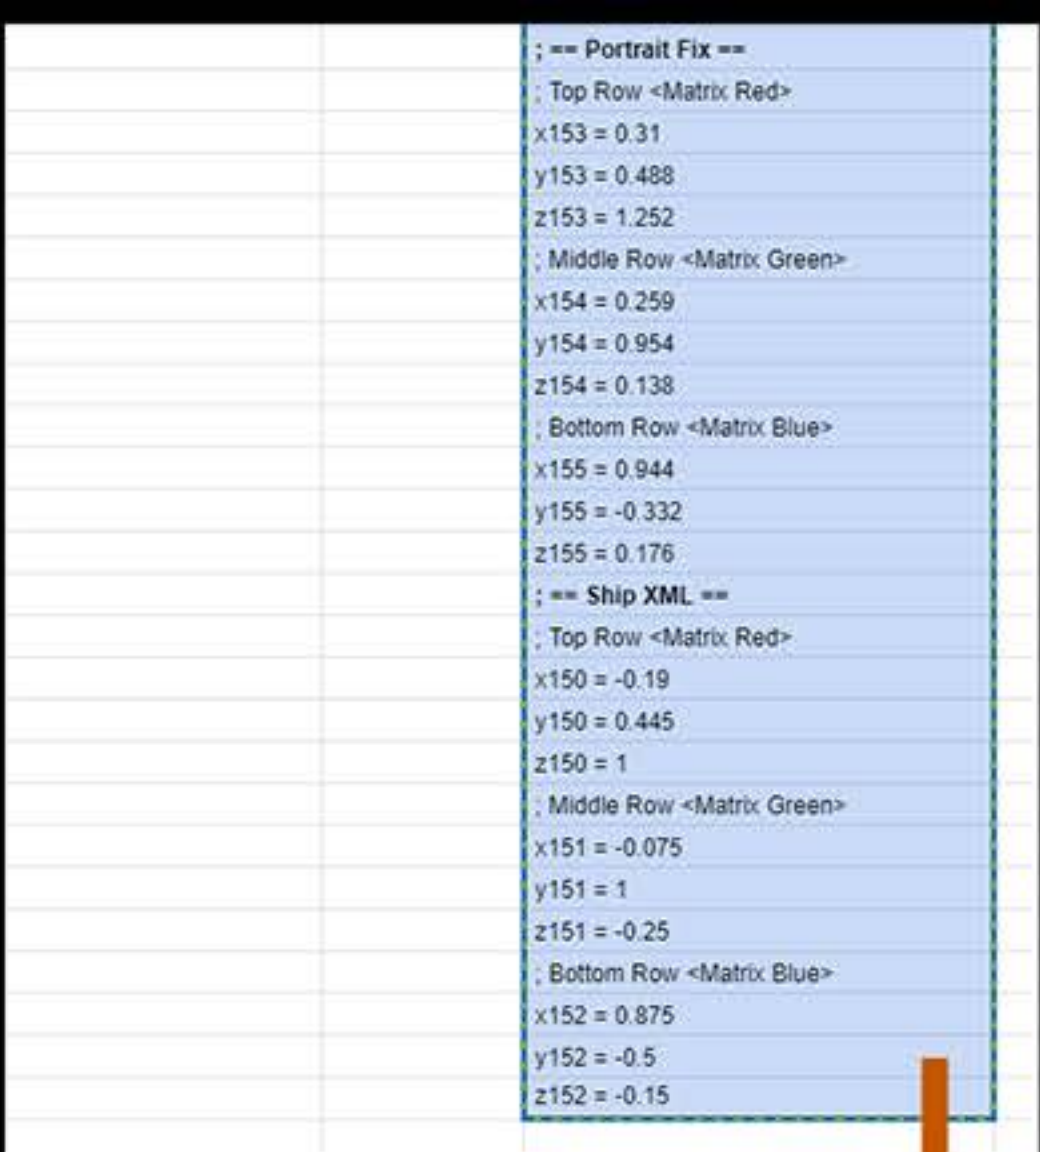 ; == Portrait Fix ==
; Top Row <Matrix Red>
x153 = 0.31
y153 = 0.488
z153 = 1.252
; Middle Row <Matrix Green>
x154 = 0.259
y154 = 0.954
z154 = 0.138
; Bottom Row <Matrix Blue>
x155 = 0.944
y155 = -0.332
z155 = 0.176
; == Ship XML ==
; Top Row <Matrix Red>
x150 = -0.19
y150 = 0.445
z150 = 1
; Middle Row <Matrix Green>
x151 = -0.075
y151 = 1
z151 = -0.25
; Bottom Row <Matrix Blue>
x152 = 0.875
y152 = -0.5
z152 = -0.15